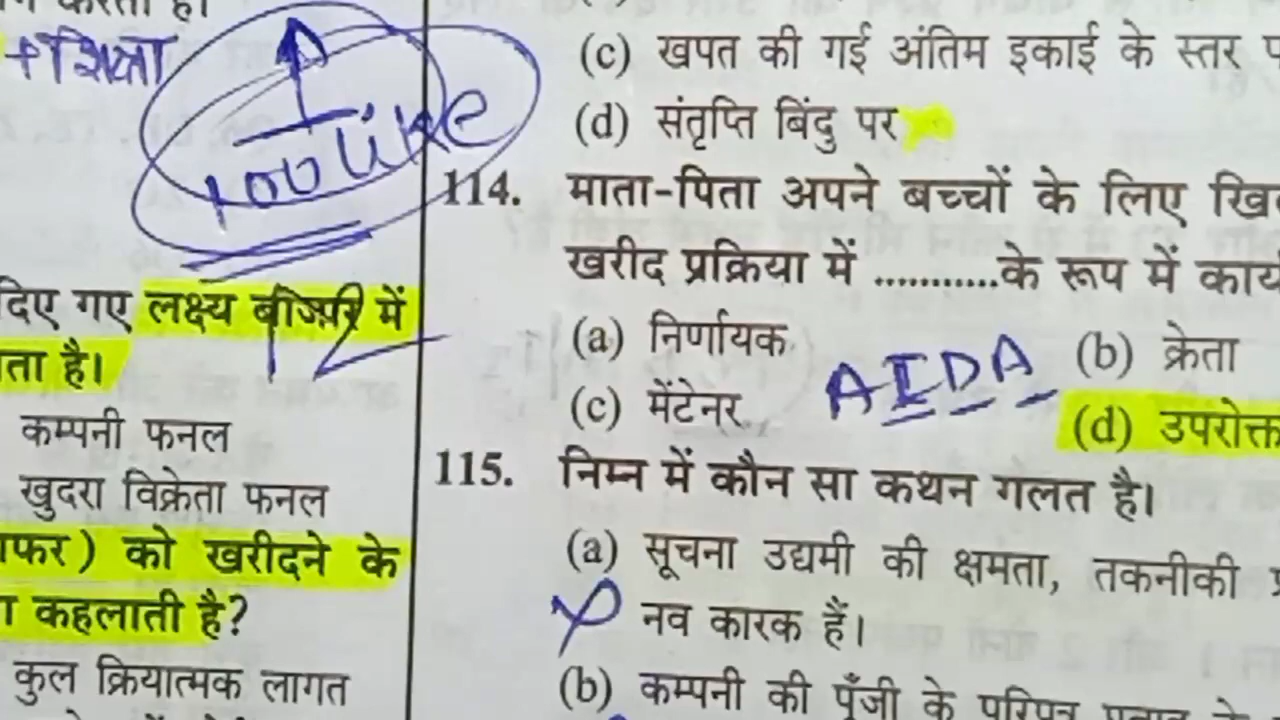 करता है।
+शिक्षा
100 like
दिए गए लक्ष्य बाजार में
12
ता है।
कम्पनी फनल
खुदरा विक्रेता फनल
को खरीदने के
कहलाती है?
कुल क्रियात्मक लागत
(c) खपत की गई अंतिम इकाई के स्तर
(d) संतृप्ति बिंदु पर
114. माता-पिता अपने बच्चों के लिए
खरीद प्रक्रिया में ...........के रूप में
(a) निर्णायक (b) क्रेता
AIDA
(c) मेंटेनर (d) उपरोक्त
115. निम्न में कौन सा कथन गलत है।
(a) सूचना उद्यमी की क्षमता, तकनीकी
नव कारक हैं।
(b) कम्पनी की पूँजी के